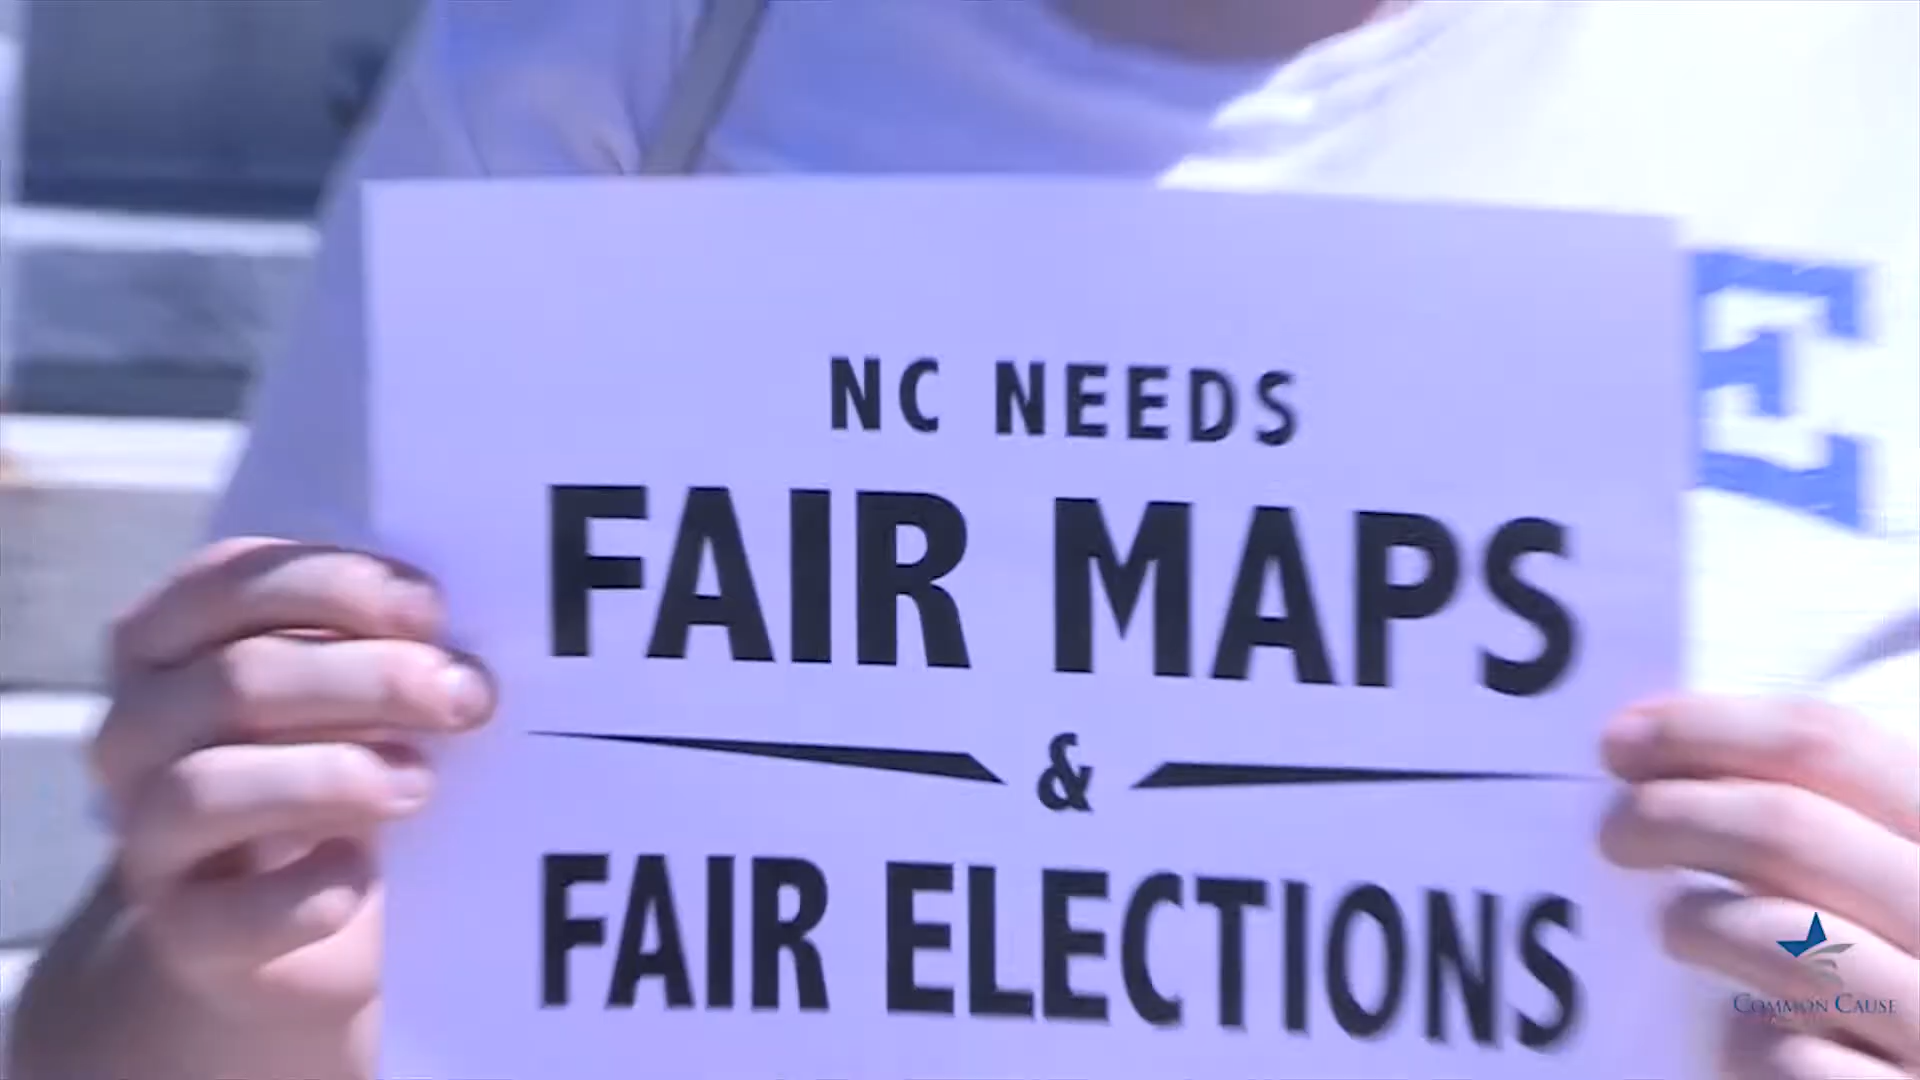 NC NEEDS
FAIR MAPS
&
FAIR ELECTIONS
E
COMMON CAUSE